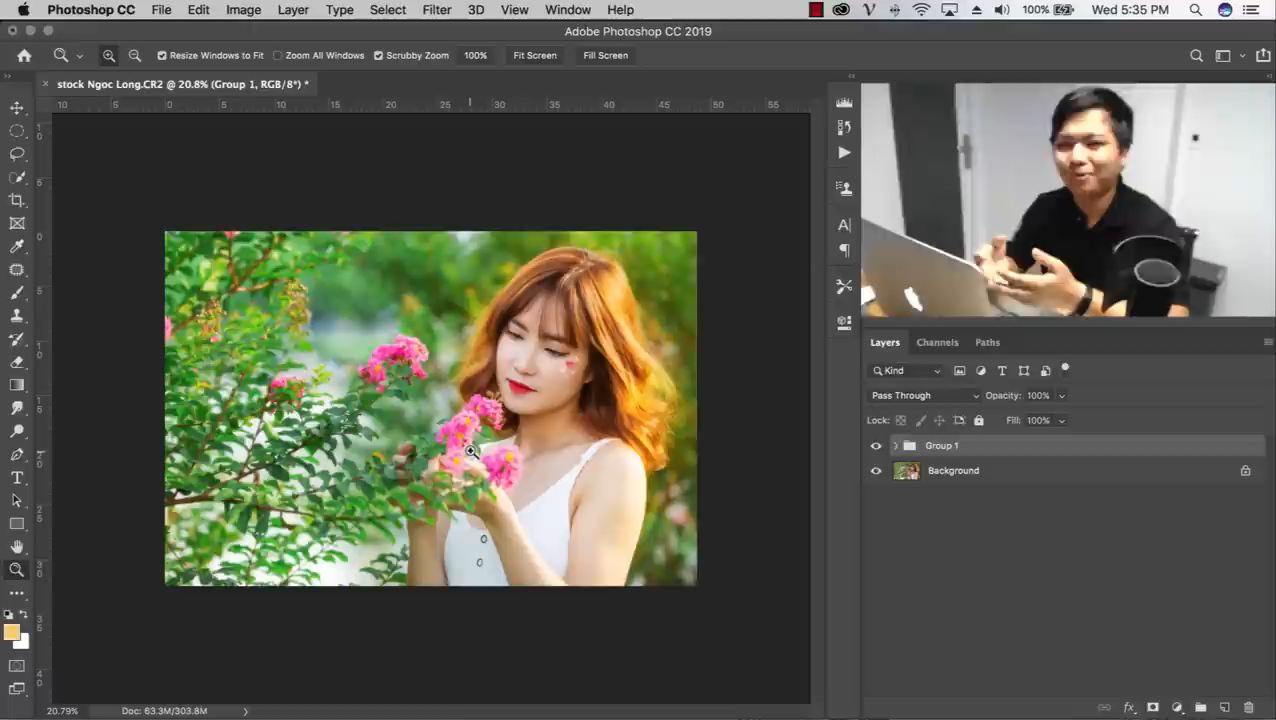 Photoshop CC File Edit Image Layer Type Select Filter 3D View Window Help 100% Wed 5:35 PM
Adobe Photoshop CC 2019
Resize Windows to Fit Zoom All Windows Scrubby Zoom 100% Fit Screen Fill Screen
stock Ngoc Long.CR2 @ 20.8% (Group 1, RGB/8*) *
10 0 5 10 15 20 25 30 35 40 45 50 55
Layers Channels Paths
Kind
Pass Through Opacity: 100%
Lock: Fill: 100%
Group 1
Background
20.79% Doc: 63.3M/303.8M